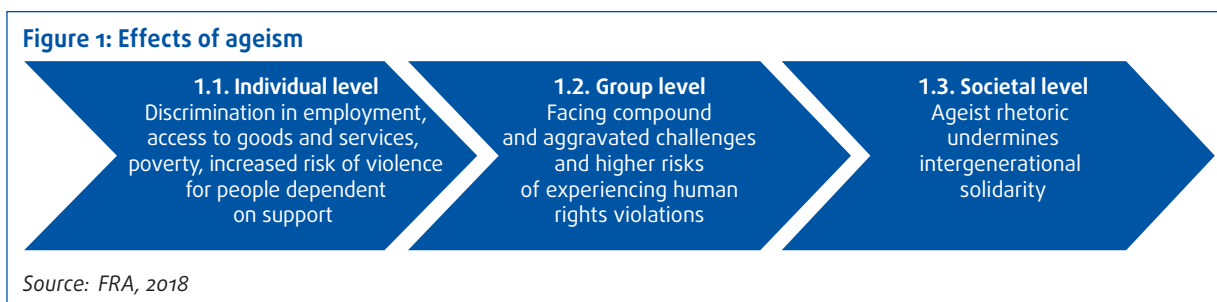 Figure 1: Effects of ageism
1.1. Individual level
Discrimination in employment,
access to goods and services,
poverty, increased risk of violence
for people dependent
on support
1.2. Group level
Facing compound
and aggravated challenges
and higher risks
of experiencing human
rights violations
1.3. Societal level
Ageist rhetoric
undermines
intergenerational
solidarity
Source: FRA, 2018